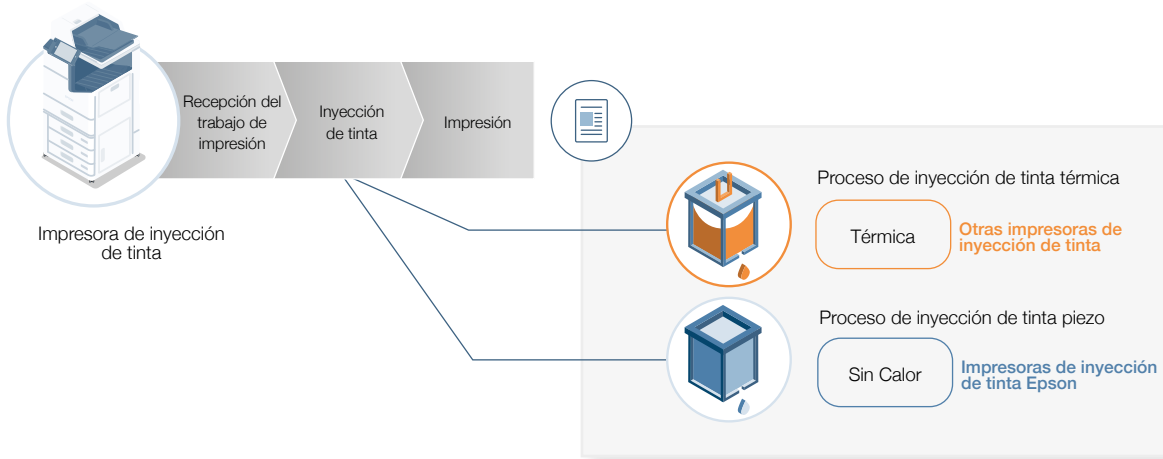 Recepción del
trabajo de
impresión
Inyección
de tinta
Impresión
Impresora de inyección
de tinta
Proceso de inyección de tinta térmica
Térmica
Otras impresoras de
inyección de tinta
Proceso de inyección de tinta piezo
Sin Calor
Impresoras de inyección
de tinta Epson